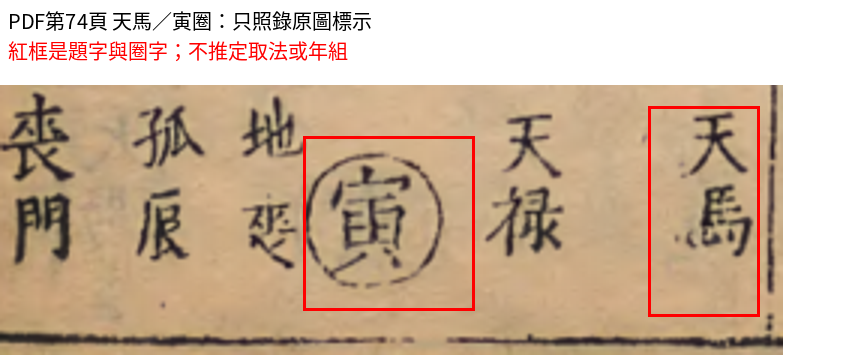 PDF第74頁 天馬／寅圈：只照錄原圖標示
紅框是題字與圈字；不推定取法或年組
天馬
天禄
寅
地
孤辰
喪門